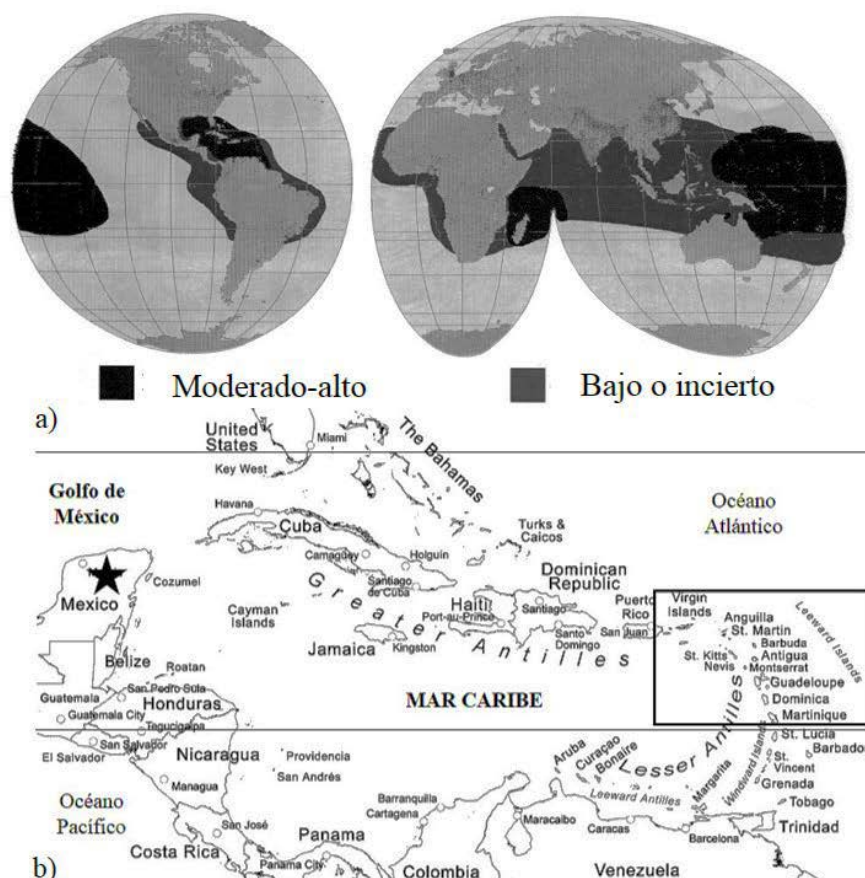 Moderado-alto
Bajo o incierto
a)
United States
Miami
Key West
The Bahamas
Golfo de México
Océano Atlántico
Havana
Cuba
Turks & Caicos
Camagüey
Holguin
Santiago de Cuba
Cozumel
Mexico
Dominican Republic
Cayman Islands
Greater Antilles
Haiti
Port-au-Prince
Santiago
Santo Domingo
Puerto Rico
San Juan
Virgin Islands
Anguilla
St. Martin
Leeward Islands
Jamaica
Kingston
Belize
Roatan
St. Kitts
Nevis
Barbuda
Antigua
Montserrat
Guadeloupe
Dominica
Martinique
Guatemala
San Pedro Sula
Guatemala City
Honduras
Tegucigalpa
MAR CARIBE
San Salvador
El Salvador
Nicaragua
Providencia
San Andrés
Managua
Aruba
Curaçao
Bonaire
Lesser Antilles
Leeward Antilles
Windward Islands
St. Lucia
Barbados
St. Vincent
Grenada
Margarita
Tobago
Trinidad
Océano Pacífico
San José
Costa Rica
Panama
Panama City
Barranquilla
Cartagena
Maracaibo
Caracas
Barcelona
b)
Colombia
Venezuela